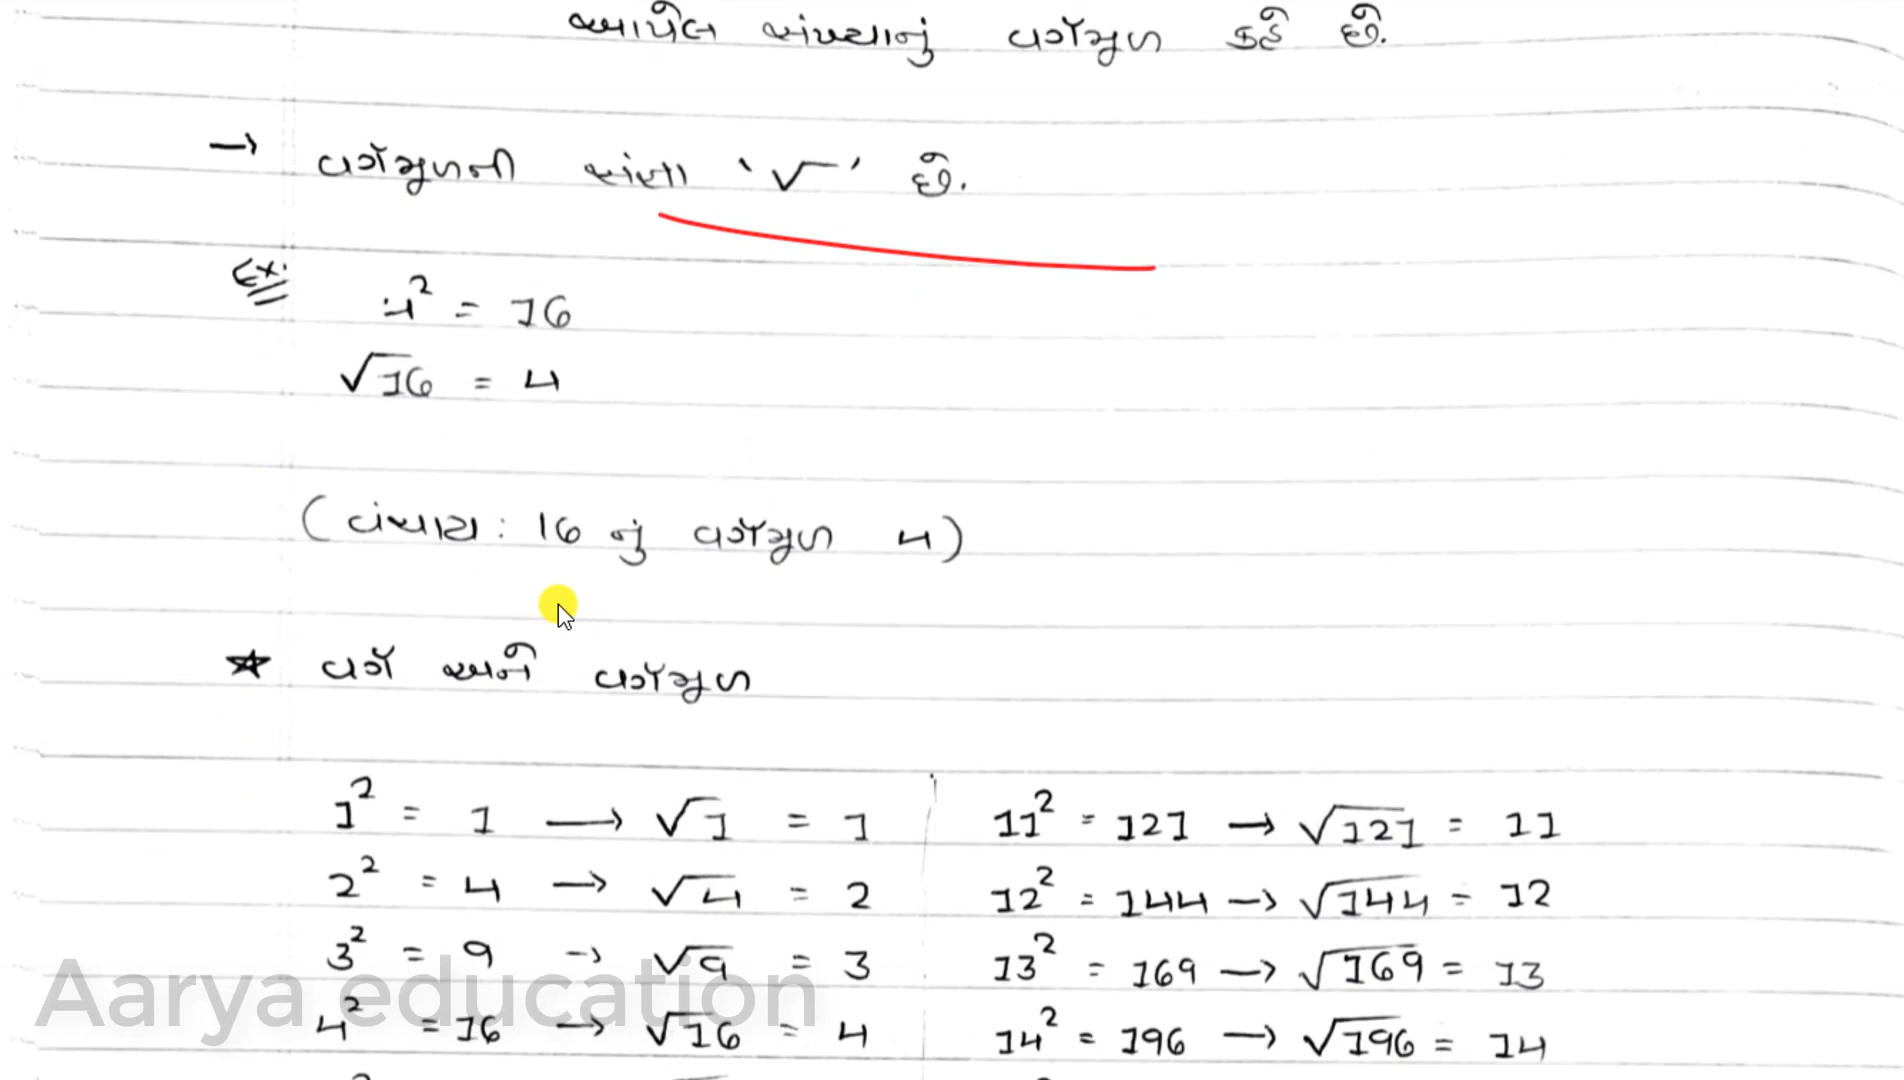 આપેલ સંખ્યાનું વર્ગમૂળ કહે છે.
→ વર્ગમૂળની સંજ્ઞા '√' છે.
Ex:
4² = 16
√16 = 4
(વંચાય: 16 નું વર્ગમૂળ 4)
★ વર્ગ અને વર્ગમૂળ
1² = 1 → √1 = 1
11² = 121 → √121 = 11
2² = 4 → √4 = 2
12² = 144 → √144 = 12
3² = 9 → √9 = 3
13² = 169 → √169 = 13
Aarya education
4² = 16 → √16 = 4
14² = 196 → √196 = 14